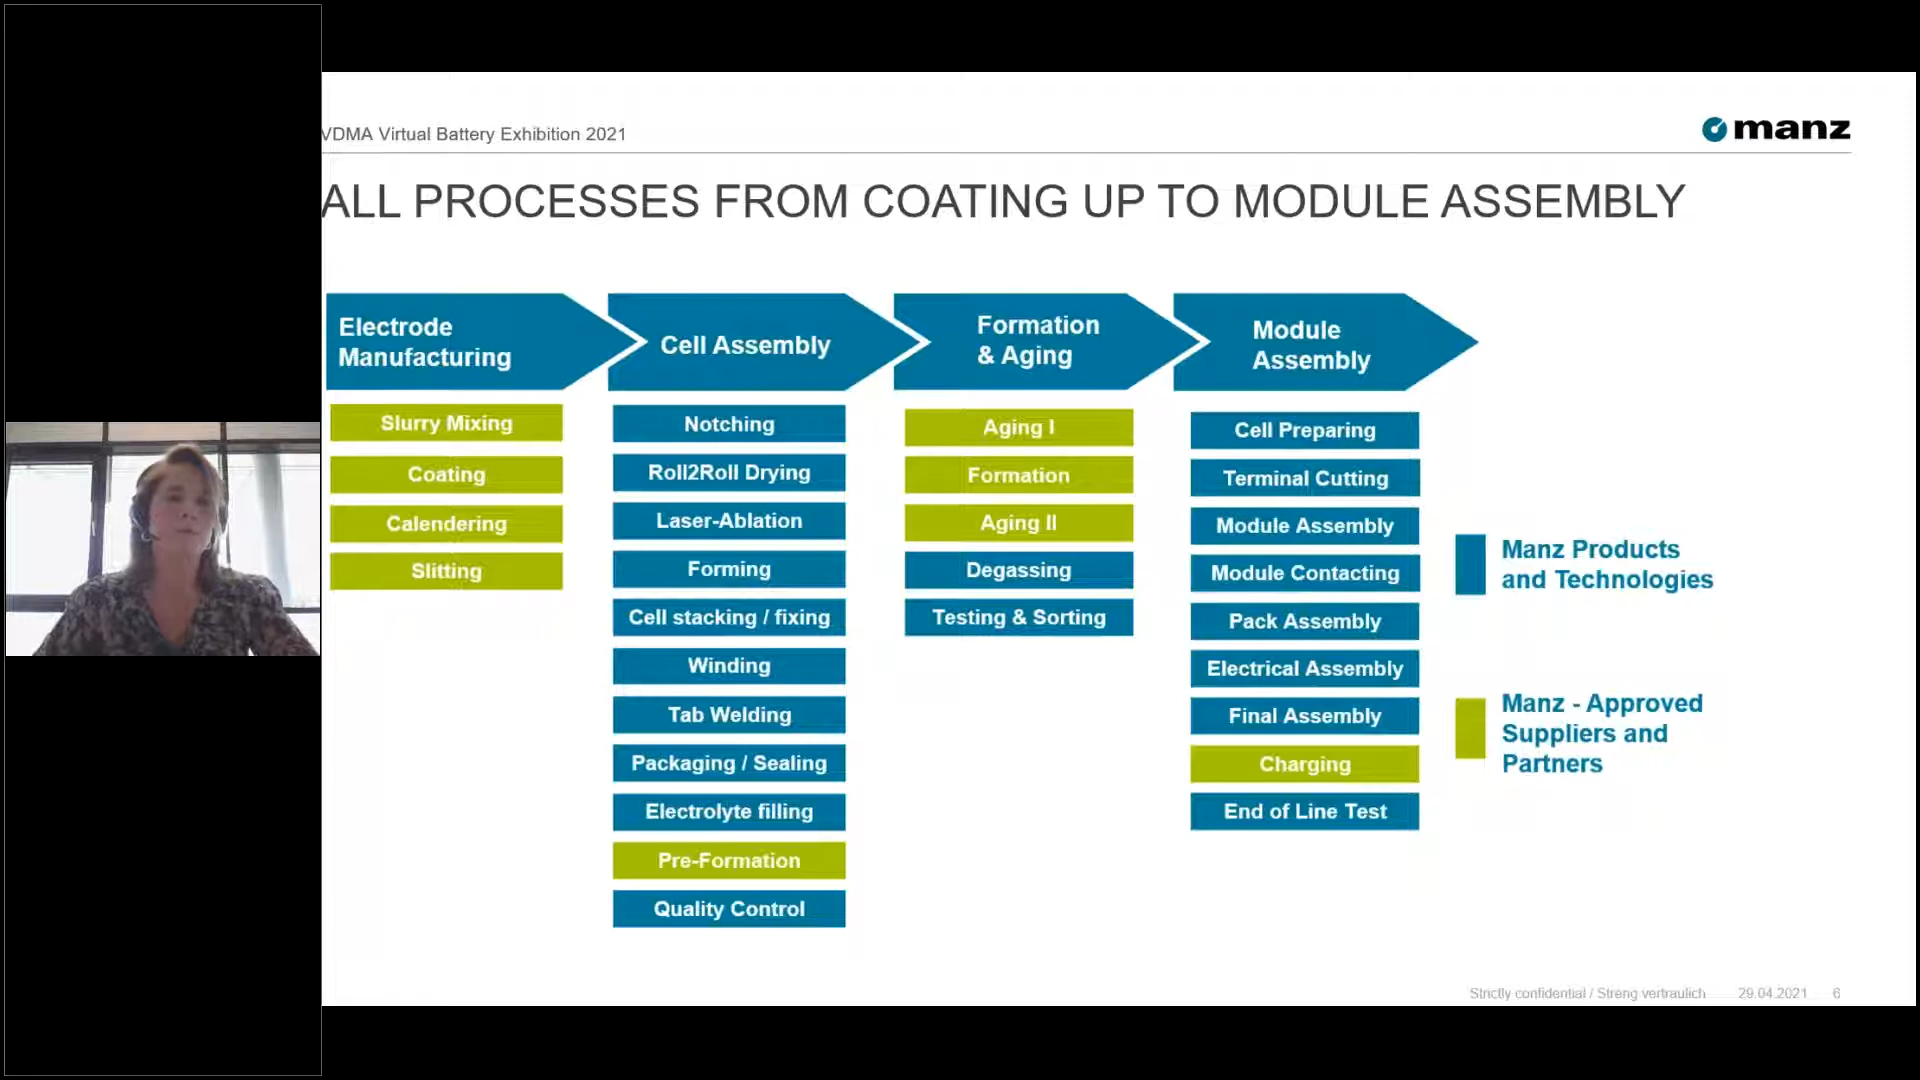 VDMA Virtual Battery Exhibition 2021
manz
ALL PROCESSES FROM COATING UP TO MODULE ASSEMBLY
Electrode
Manufacturing
Slurry Mixing
Coating
Calendering
Slitting
Cell Assembly
Notching
Roll2Roll Drying
Laser-Ablation
Forming
Cell stacking / fixing
Winding
Tab Welding
Packaging / Sealing
Electrolyte filling
Pre-Formation
Quality Control
Formation
& Aging
Aging I
Formation
Aging II
Degassing
Testing & Sorting
Module
Assembly
Cell Preparing
Terminal Cutting
Module Assembly
Module Contacting
Pack Assembly
Electrical Assembly
Final Assembly
Charging
End of Line Test
Manz Products
and Technologies
Manz - Approved
Suppliers and
Partners
Strictly confidential / Streng vertraulich 29.04.2021 6